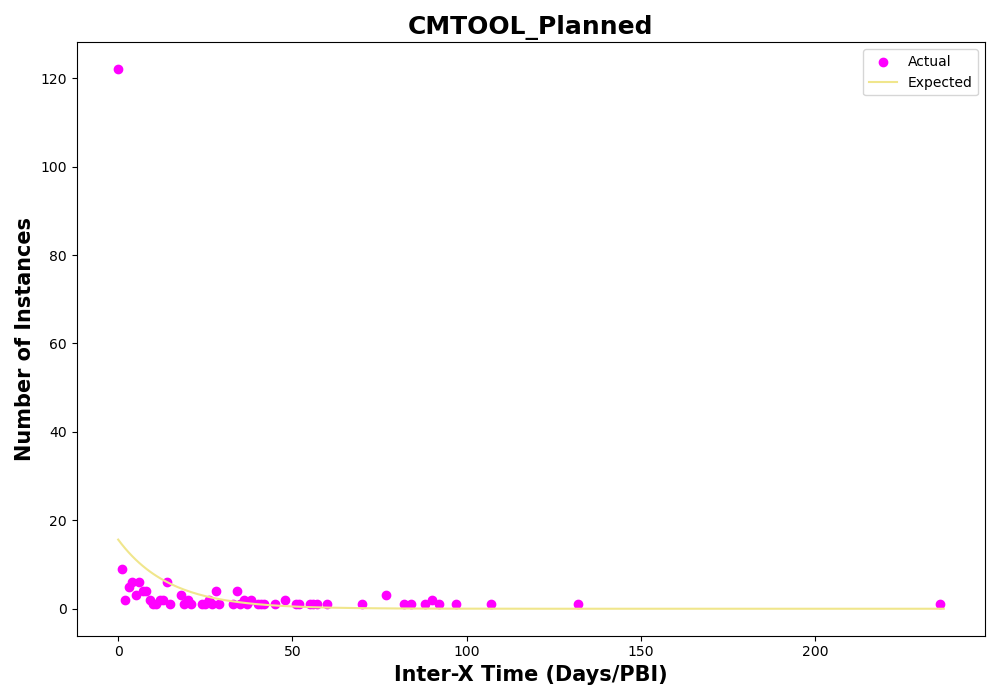 CMTOOL_Planned
Actual
Expected
120
100
80
60
40
20
0
Number of Instances
0 50 100 150 200
Inter-X Time (Days/PBI)